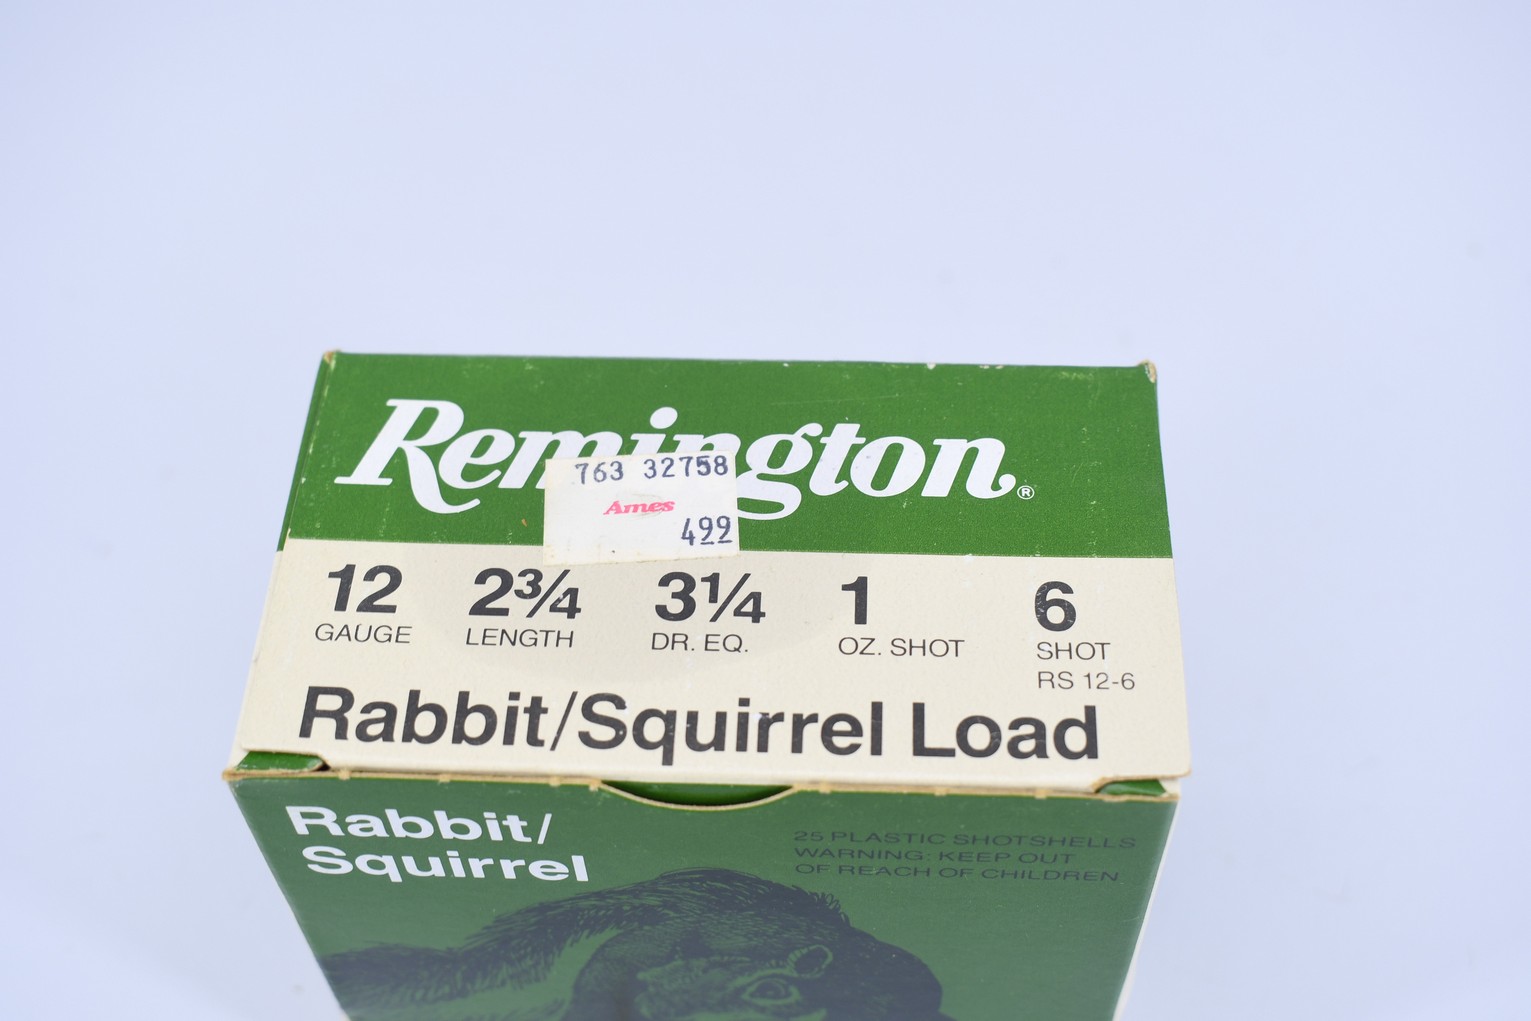 Remington®
763 32758
Ames
499
12 2¾ 3¼ 1 6
GAUGE LENGTH DR. EQ. OZ. SHOT SHOT
RS 12-6
Rabbit/Squirrel Load
Rabbit/
Squirrel
25 PLASTIC SHOTSHELLS
WARNING: KEEP OUT
OF REACH OF CHILDREN